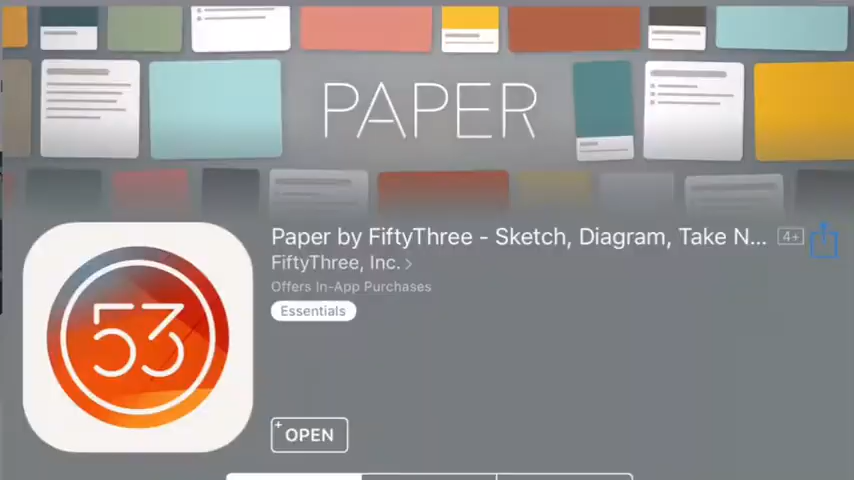 PAPER
Paper by FiftyThree - Sketch, Diagram, Take N...
4+
FiftyThree, Inc. >
Offers In-App Purchases
Essentials
53
+ OPEN